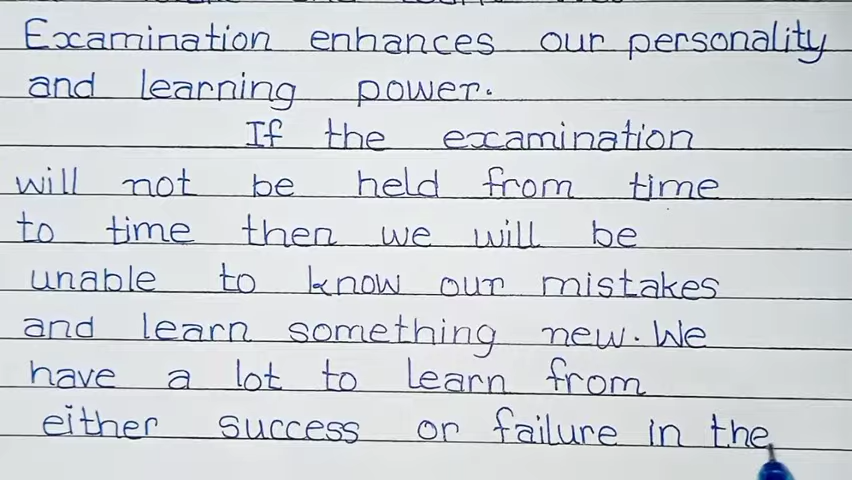 Examination enhances our personality
and learning power.
If the examination
will not be held from time
to time then we will be
unable to know our mistakes
and learn something new. We
have a lot to learn from
either success or failure in the